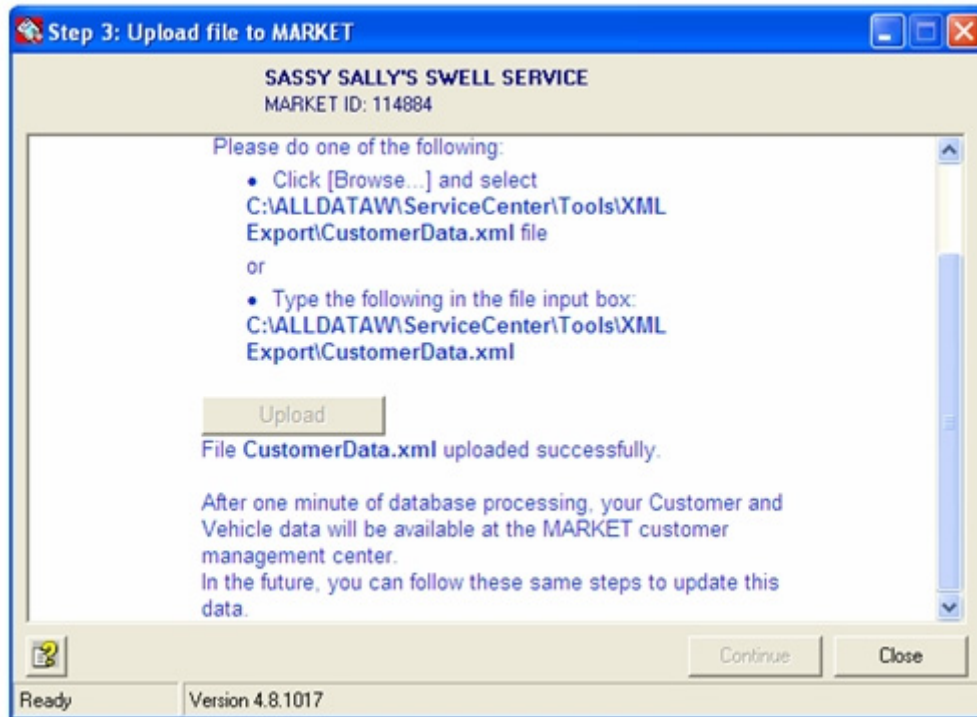 Step 3: Upload file to MARKET
SASSY SALLY'S SWELL SERVICE
MARKET ID: 114884
Please do one of the following:
• Click [Browse...] and select
C:\ALLDATAW\ServiceCenter\Tools\XML
Export\CustomerData.xml file
or
• Type the following in the file input box:
C:\ALLDATAW\ServiceCenter\Tools\XML
Export\CustomerData.xml
Upload
File CustomerData.xml uploaded successfully.
After one minute of database processing, your Customer and
Vehicle data will be available at the MARKET customer
management center.
In the future, you can follow these same steps to update this
data.
Continue
Close
Ready
Version 4.8.1017